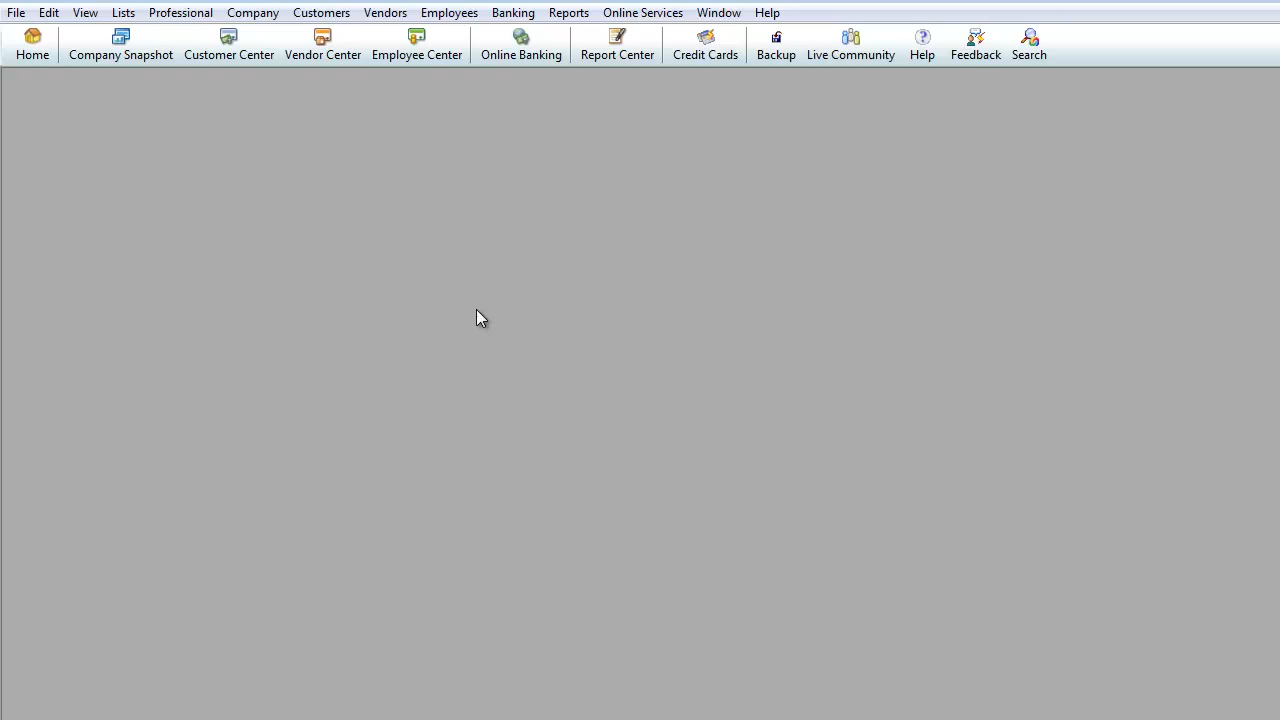 File Edit View Lists Professional Company Customers Vendors Employees Banking Reports Online Services Window Help
Home Company Snapshot Customer Center Vendor Center Employee Center Online Banking Report Center Credit Cards Backup Live Community Help Feedback Search